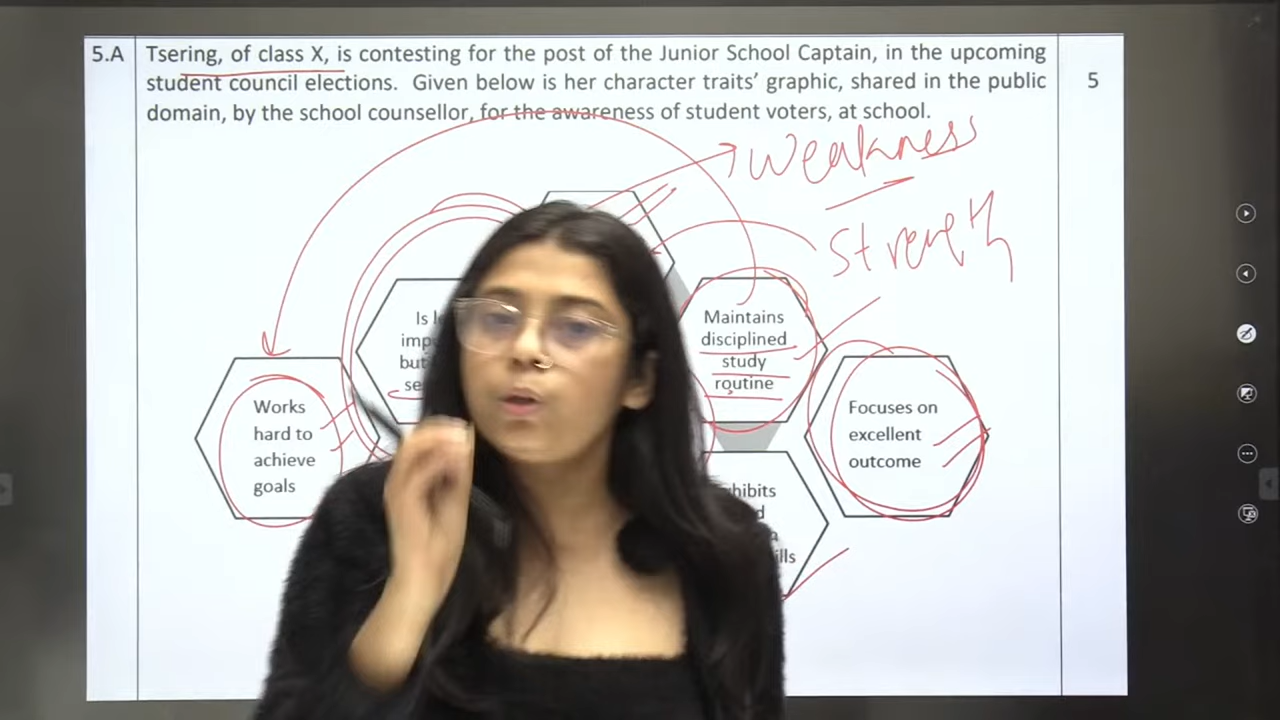 5.A
Tsering, of class X, is contesting for the post of the Junior School Captain, in the upcoming
student council elections. Given below is her character traits' graphic, shared in the public
domain, by the school counsellor, for the awareness of student voters, at school.
5
weakness
Strength
Is
but
Maintains
disciplined
study
routine
Works
hard to
achieve
goals
Focuses on
excellent
outcome